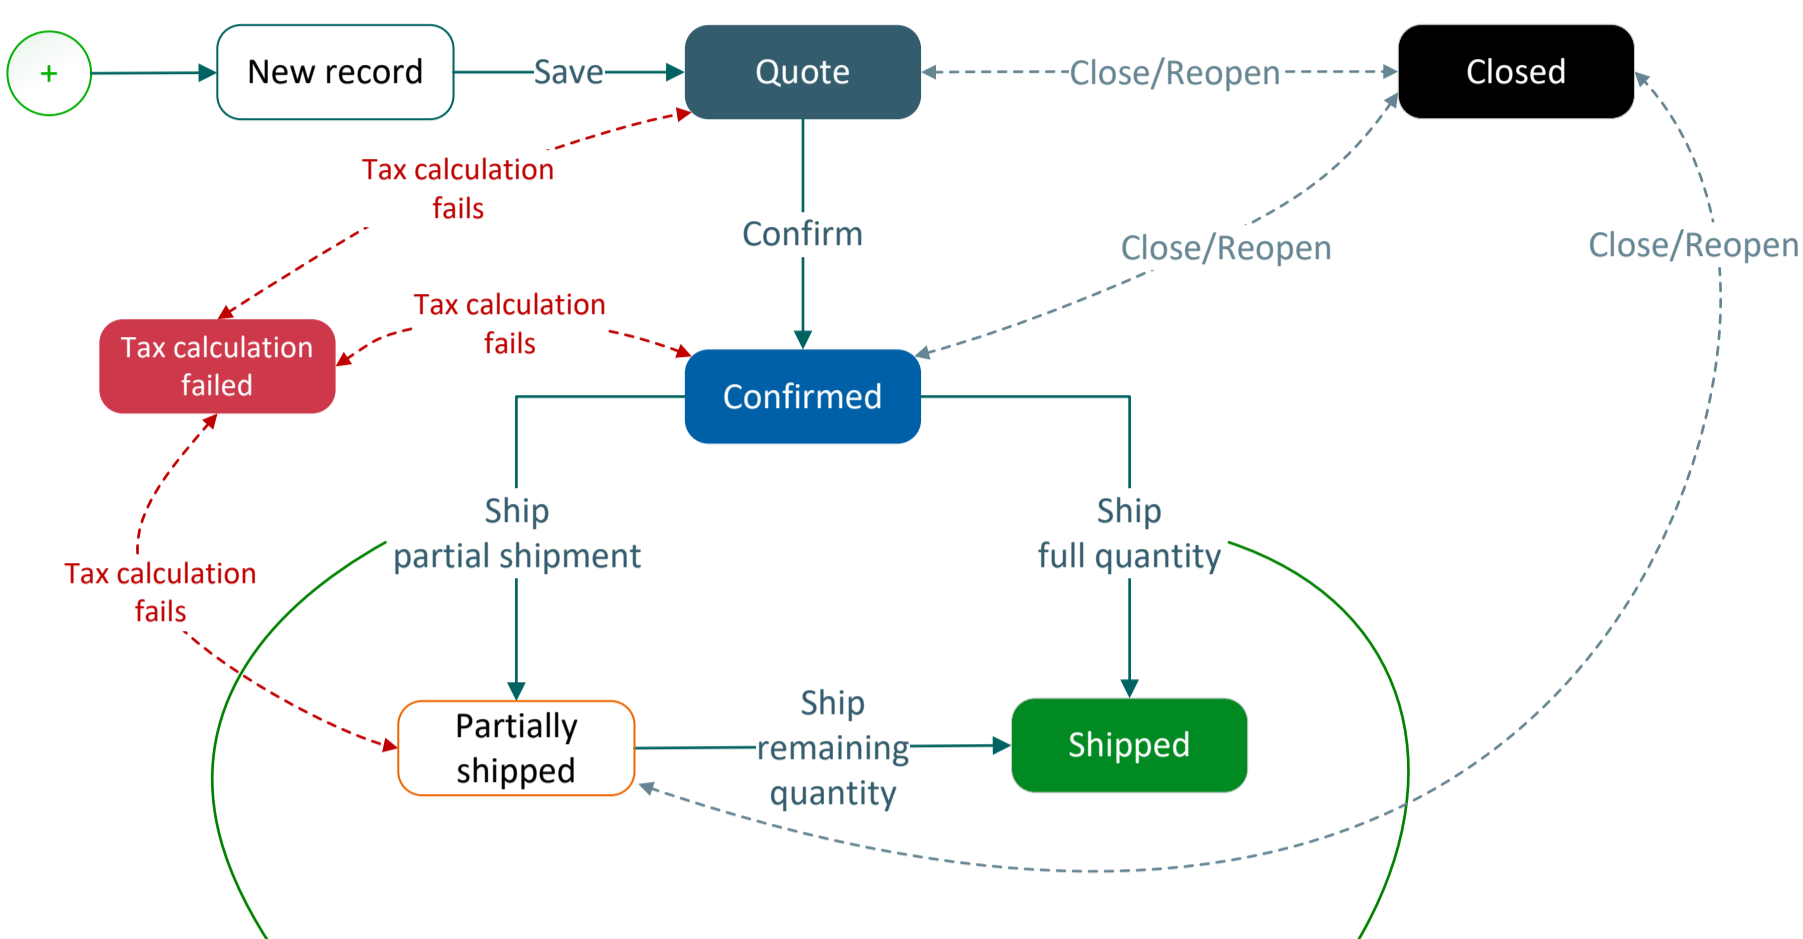 +
New record
Save
Quote
Close/Reopen
Closed
Tax calculation
fails
Confirm
Close/Reopen
Close/Reopen
Tax calculation
fails
Tax calculation
failed
Confirmed
Ship
partial shipment
Ship
full quantity
Tax calculation
fails
Partially
shipped
Ship
remaining
quantity
Shipped